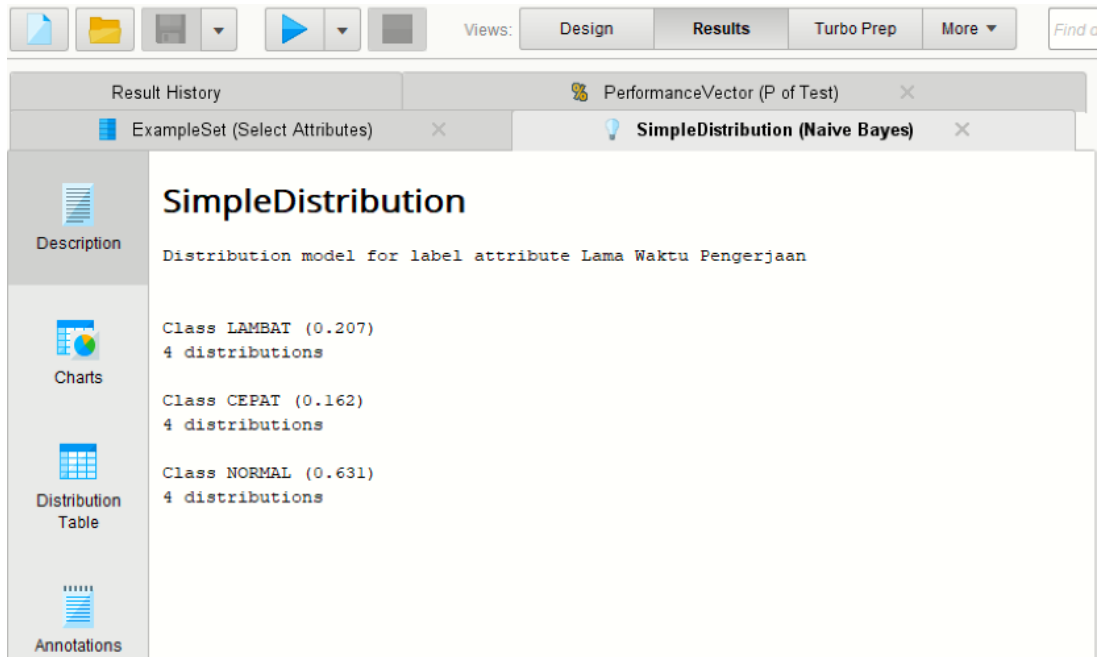 Views: Design Results Turbo Prep More Find
Result History PerformanceVector (P of Test)
ExampleSet (Select Attributes) SimpleDistribution (Naive Bayes)
Description
Charts
Distribution
Table
Annotations
SimpleDistribution
Distribution model for label attribute Lama Waktu Pengerjaan
Class LAMBAT (0.207)
4 distributions
Class CEPAT (0.162)
4 distributions
Class NORMAL (0.631)
4 distributions